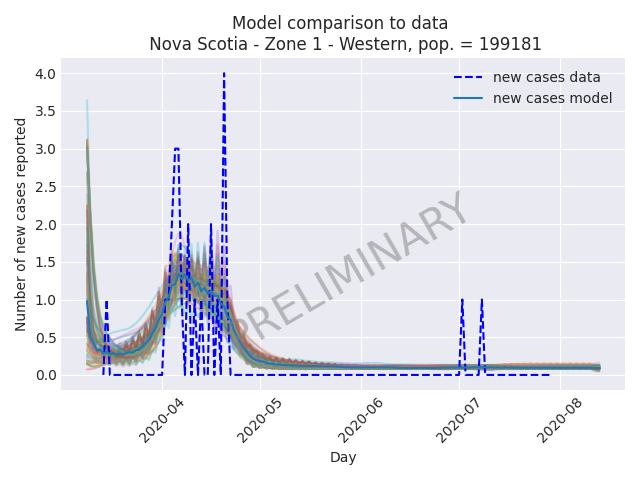 Model comparison to data
Nova Scotia - Zone 1 - Western, pop. = 199181
new cases data
new cases model
Number of new cases reported
4.0
3.5
3.0
2.5
2.0
1.5
1.0
0.5
0.0
PRELIMINARY
2020-04
2020-05
2020-06
2020-07
2020-08
Day